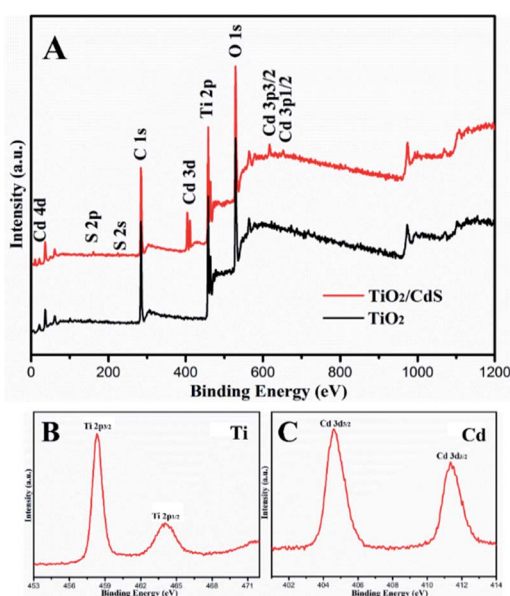 A
Intensity (a.u.)
Cd 4d
S 2p
S 2s
C 1s
Cd 3d
Ti 2p
O 1s
Cd 3p3/2
Cd 3p1/2
TiO2/CdS
TiO2
0 200 400 600 800 1000 1200
Binding Energy (eV)
B
Ti 2p3/2
Ti
Ti 2p1/2
Intensity (a.u.)
453 456 459 462 465 468 471
Binding Energy (eV)
C
Cd 3d5/2
Cd
Cd 3d3/2
Intensity (a.u.)
402 404 406 408 410 412 414
Binding Energy (eV)